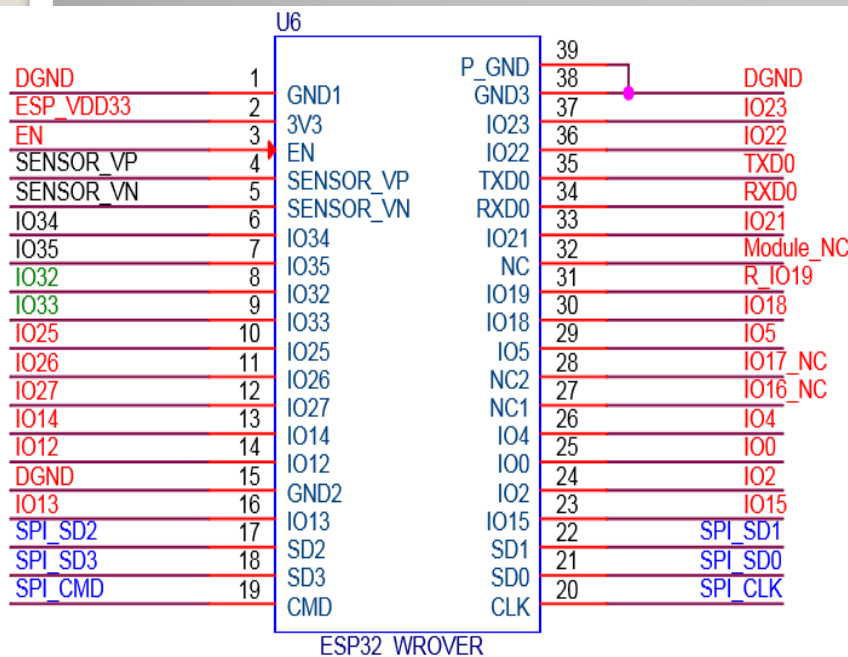 U6
DGND 1 GND1
ESP_VDD33 2 3V3
EN 3 EN
SENSOR_VP 4 SENSOR_VP
SENSOR_VN 5 SENSOR_VN
IO34 6 IO34
IO35 7 IO35
IO32 8 IO32
IO33 9 IO33
IO25 10 IO25
IO26 11 IO26
IO27 12 IO27
IO14 13 IO14
IO12 14 IO12
DGND 15 GND2
IO13 16 IO13
SPI_SD2 17 SD2
SPI_SD3 18 SD3
SPI_CMD 19 CMD
P_GND 39
GND3 38 DGND
IO23 37 IO23
IO22 36 IO22
TXD0 35 TXD0
RXD0 34 RXD0
IO21 33 IO21
NC 32 Module_NC
IO19 31 R_IO19
IO18 30 IO18
IO5 29 IO5
NC2 28 IO17_NC
NC1 27 IO16_NC
IO4 26 IO4
IO0 25 IO0
IO2 24 IO2
IO15 23 IO15
SD1 22 SPI_SD1
SD0 21 SPI_SD0
CLK 20 SPI_CLK
ESP32_WROVER